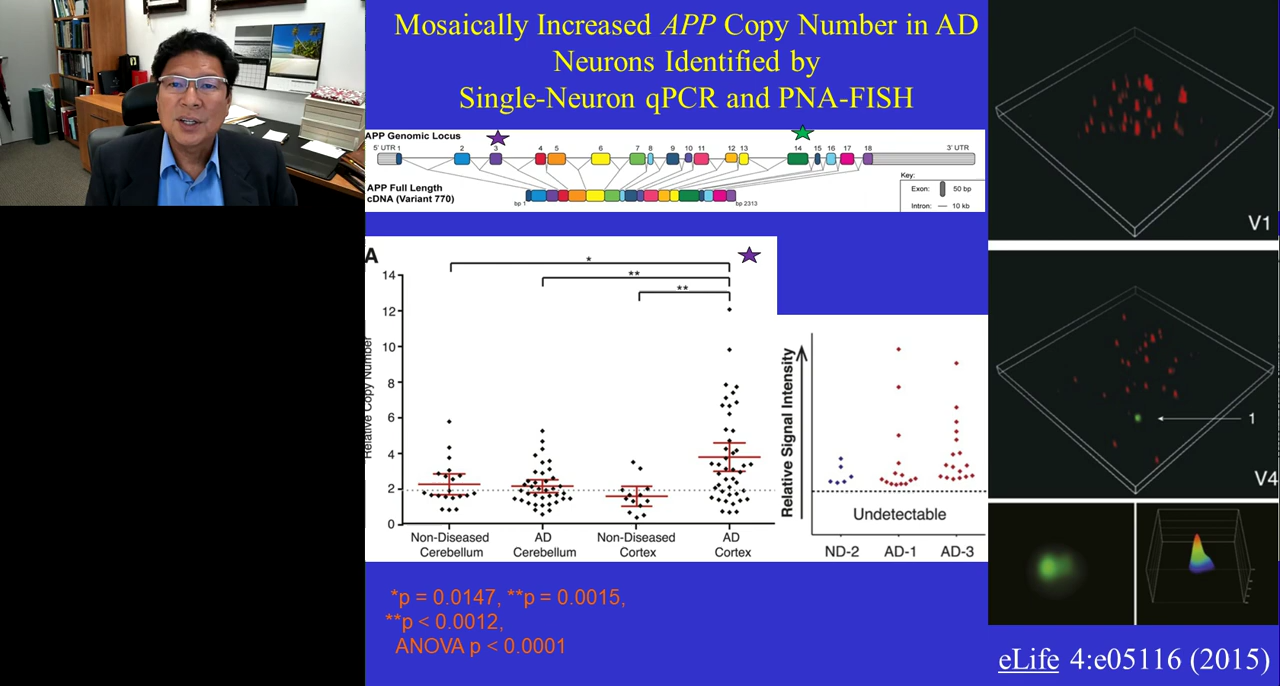 Mosaically Increased APP Copy Number in AD
Neurons Identified by
Single-Neuron qPCR and PNA-FISH
APP Genomic Locus
5' UTR 1 2 3 4 5 6 7 8 9 10 11 12 13 14 15 16 17 18 3' UTR
APP Full Length
cDNA (Variant 770)
bp 1
bp 2313
Key:
Exon: 50 bp
Intron: 10 kb
A
*
**
**
Relative Copy Number
14
12
10
8
6
4
2
0
Non-Diseased
Cerebellum
AD
Cerebellum
Non-Diseased
Cortex
AD
Cortex
Relative Signal Intensity
Undetectable
ND-2 AD-1 AD-3
V1
1
V4
*p = 0.0147, **p = 0.0015,
**p < 0.0012,
ANOVA p < 0.0001
eLife 4:e05116 (2015)